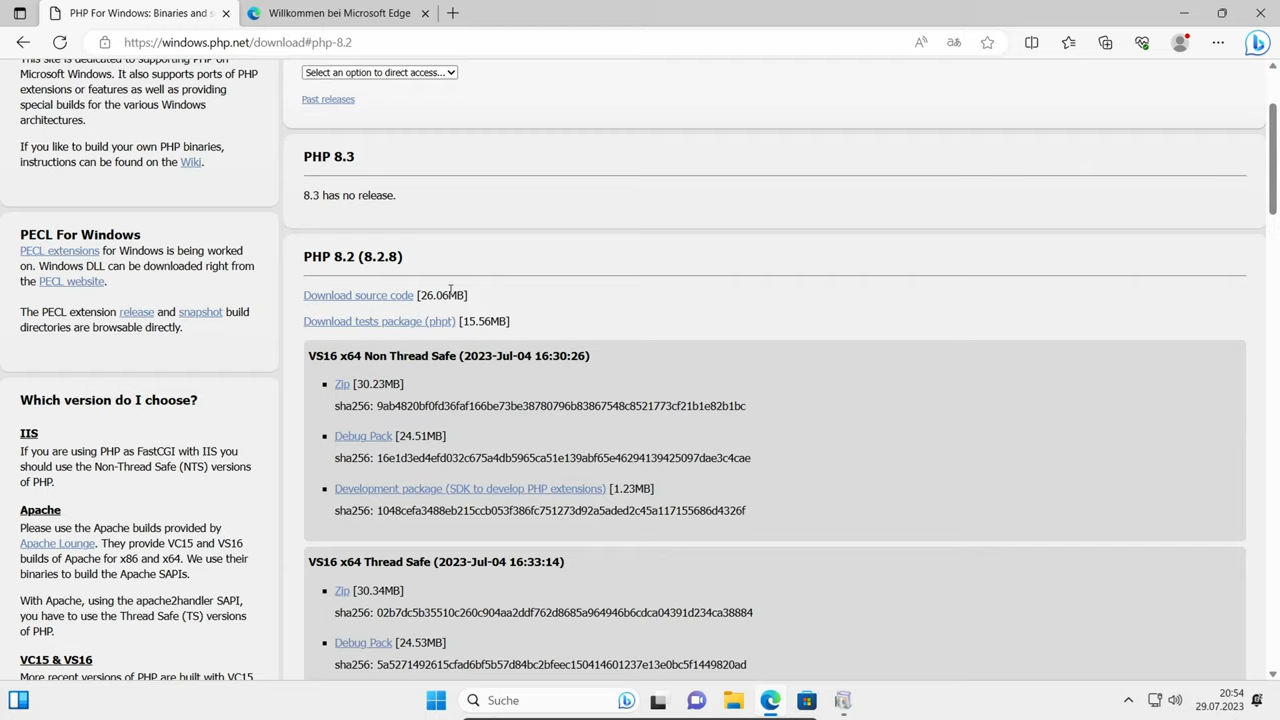 PHP For Windows: Binaries and s
Willkommen bei Microsoft Edge
https://windows.php.net/download#php-8.2
This site is dedicated to supporting PHP on
Microsoft Windows. It also supports ports of PHP
extensions or features as well as providing
special builds for the various Windows
architectures.
If you like to build your own PHP binaries,
instructions can be found on the Wiki.
PECL For Windows
PECL extensions for Windows is being worked
on. Windows DLL can be downloaded right from
the PECL website.
The PECL extension release and snapshot build
directories are browsable directly.
Which version do I choose?
IIS
If you are using PHP as FastCGI with IIS you
should use the Non-Thread Safe (NTS) versions
of PHP.
Apache
Please use the Apache builds provided by
Apache Lounge. They provide VC15 and VS16
builds of Apache for x86 and x64. We use their
binaries to build the Apache SAPIs.
With Apache, using the apache2handler SAPI,
you have to use the Thread Safe (TS) versions
of PHP.
VC15 & VS16
More recent versions of PHP are built with VC15
Select an option to direct access...
Past releases
PHP 8.3
8.3 has no release.
PHP 8.2 (8.2.8)
Download source code [26.06MB]
Download tests package (phpt) [15.56MB]
VS16 x64 Non Thread Safe (2023-Jul-04 16:30:26)
Zip [30.23MB]
sha256: 9ab4820bf0fd36faf166be73be38780796b83867548c8521773cf21b1e82b1bc
Debug Pack [24.51MB]
sha256: 16e1d3ed4efd032c675a4db5965ca51e139abf65e46294139425097dae3c4cae
Development package (SDK to develop PHP extensions) [1.23MB]
sha256: 1048cefa3488eb215ccb053f386fc751273d92a5aded2c45a117155686d4326f
VS16 x64 Thread Safe (2023-Jul-04 16:33:14)
Zip [30.34MB]
sha256: 02b7dc5b35510c260c904aa2ddf762d8685a964946b6cdca04391d234ca38884
Debug Pack [24.53MB]
sha256: 5a5271492615cfad6bf5b57d84bc2bfeec150414601237e13e0bc5f1449820ad
Suche
20:54
29.07.2023